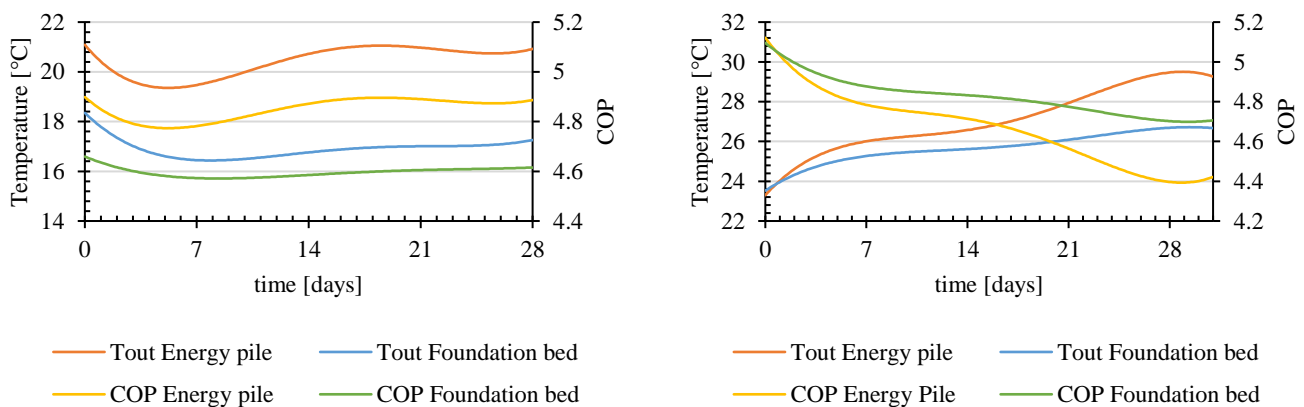 22
20
18
16
14
Temperature [°C]
5.2
5
4.8
4.6
4.4
COP
0 7 14 21 28
time [days]
Tout Energy pile Tout Foundation bed
COP Energy pile COP Foundation bed
32
30
28
26
24
22
Temperature [°C]
5.2
5
4.8
4.6
4.4
4.2
COP
0 7 14 21 28
time [days]
Tout Energy pile Tout Foundation bed
COP Energy Pile COP Foundation bed